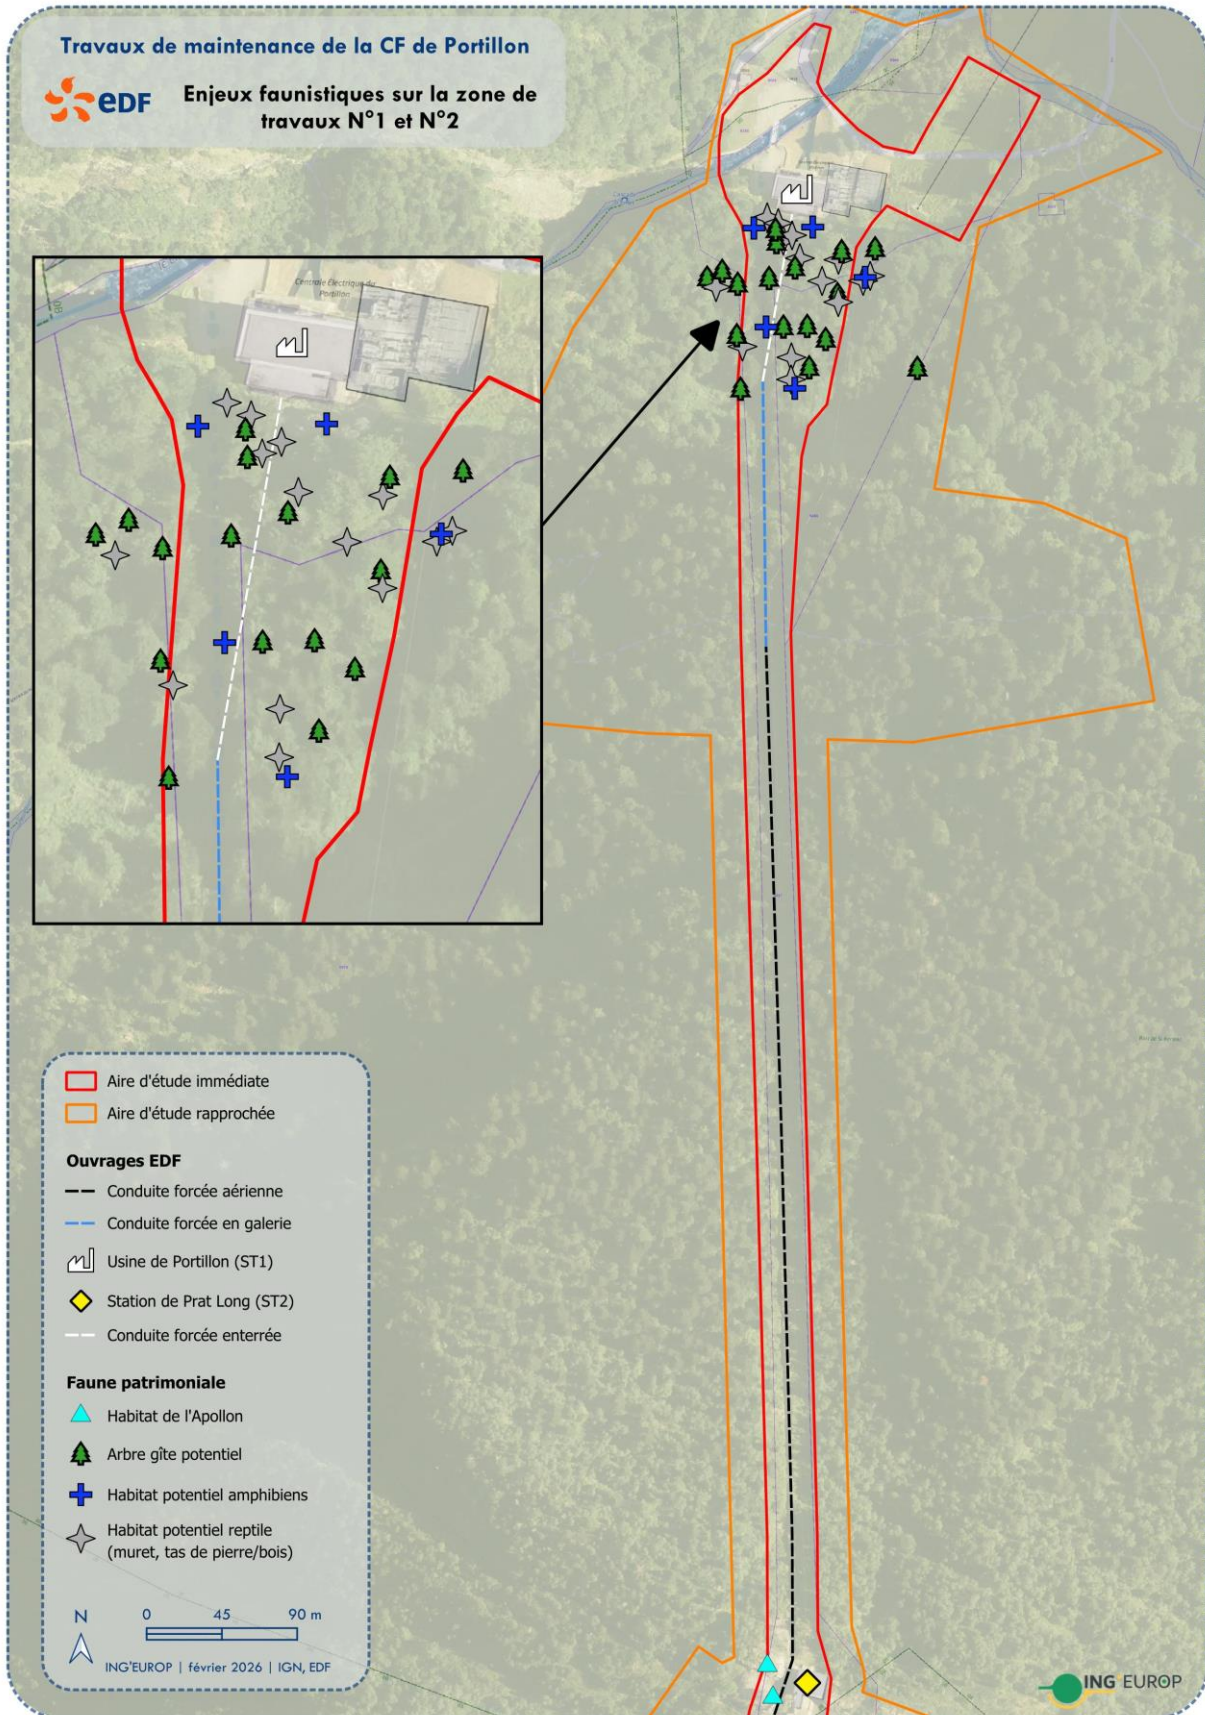 Travaux de maintenance de la CF de Portillon
eDF
Enjeux faunistiques sur la zone de
travaux N°1 et N°2
Centrale Électrique du
Portillon
Aire d'étude immédiate
Aire d'étude rapprochée
Ouvrages EDF
Conduite forcée aérienne
Conduite forcée en galerie
Usine de Portillon (ST1)
Station de Prat Long (ST2)
Conduite forcée enterrée
Faune patrimoniale
Habitat de l'Apollon
Arbre gîte potentiel
Habitat potentiel amphibiens
Habitat potentiel reptile
(muret, tas de pierre/bois)
N
0 45 90 m
ING'EUROP | février 2026 | IGN, EDF
ING EUROP